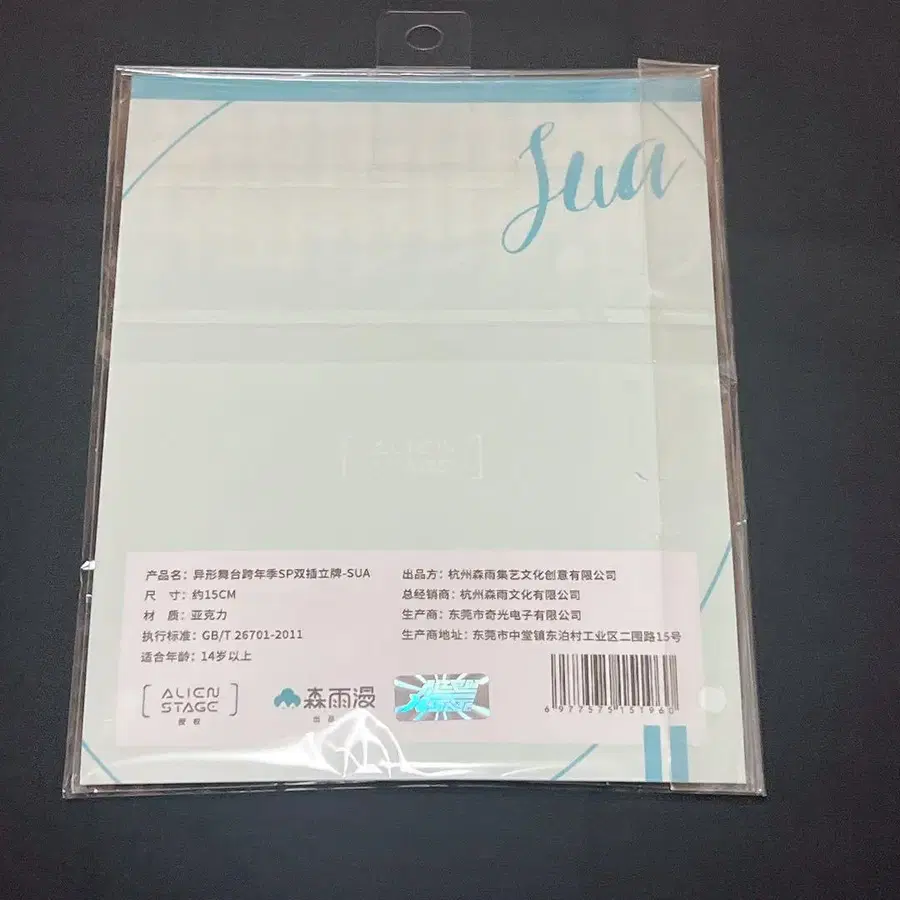 Sua
产品名：异形舞台跨年季SP双插立牌-SUA
尺 寸：约15CM
材 质：亚克力
执行标准：GB/T 26701-2011
适合年龄：14岁以上
出品方：杭州森雨集艺文化创意有限公司
总经销商：杭州森雨文化有限公司
生产商：东莞市奇光电子有限公司
生产商地址：东莞市中堂镇东泊村工业区二围路15号
ALIEN
STAGE
授权
森雨漫
出品
6 977575 151960